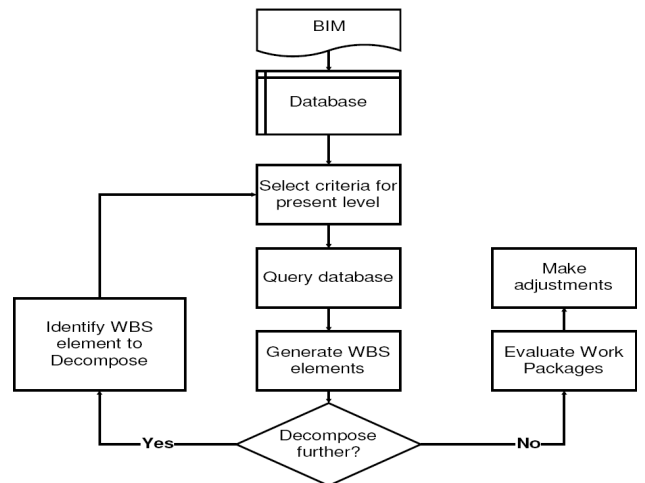 BIM
Database
Select criteria for
present level
Query database
Make
adjustments
Identify WBS
element to
Decompose
Generate WBS
elements
Evaluate Work
Packages
Decompose
further?
Yes
No